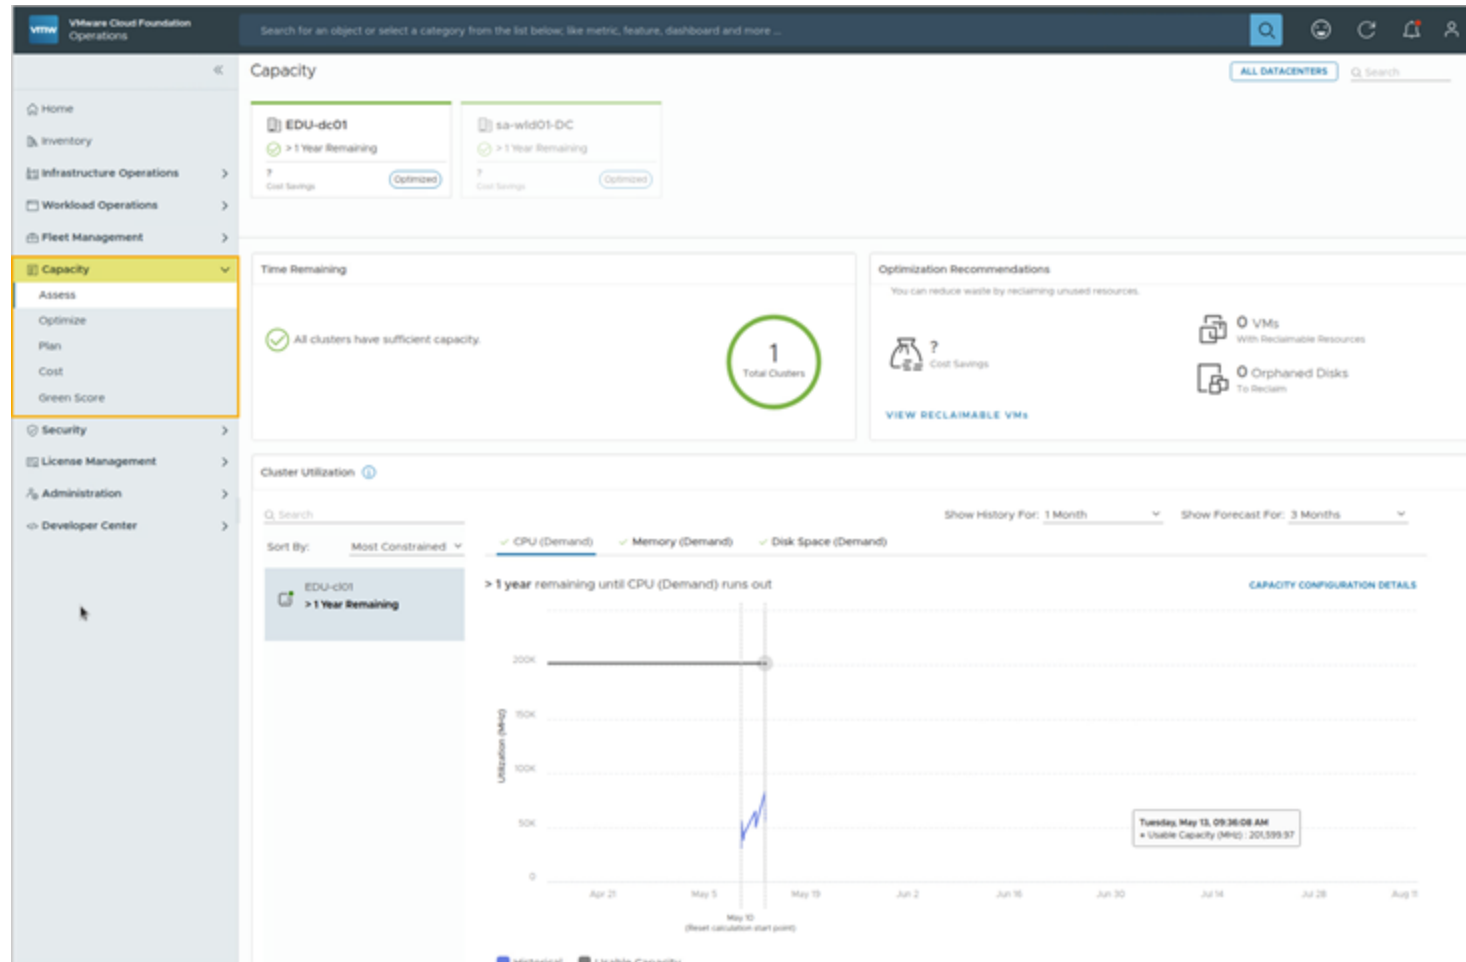 vmw
VMware Cloud Foundation
Operations
Search for an object or select a category from the list below; like metric, feature, dashboard and more ...
Capacity
ALL DATACENTERS
Search
Home
Inventory
Infrastructure Operations
Workload Operations
Fleet Management
Capacity
Assess
Optimize
Plan
Cost
Green Score
Security
License Management
Administration
Developer Center
EDU-dc01
> 1 Year Remaining
?
Cost Savings
Optimized
sa-wld01-DC
> 1 Year Remaining
?
Cost Savings
Optimized
Time Remaining
All clusters have sufficient capacity.
1
Total Clusters
Optimization Recommendations
You can reduce waste by reclaiming unused resources.
?
Cost Savings
0 VMs
With Reclaimable Resources
0 Orphaned Disks
To Reclaim
VIEW RECLAIMABLE VMs
Cluster Utilization
Search
Show History For: 1 Month
Show Forecast For: 3 Months
Sort By: Most Constrained
CPU (Demand)
Memory (Demand)
Disk Space (Demand)
EDU-cl01
> 1 Year Remaining
> 1 year remaining until CPU (Demand) runs out
CAPACITY CONFIGURATION DETAILS
Utilization (MHz)
200K
150K
100K
50K
0
Tuesday, May 13, 09:36:08 AM
• Usable Capacity (MHz) : 201,599.97
Apr 21
May 5
May 19
Jun 2
Jun 16
Jun 30
Jul 14
Jul 28
Aug 11
May 10
(Reset calculation start point)
Historical
Usable Capacity